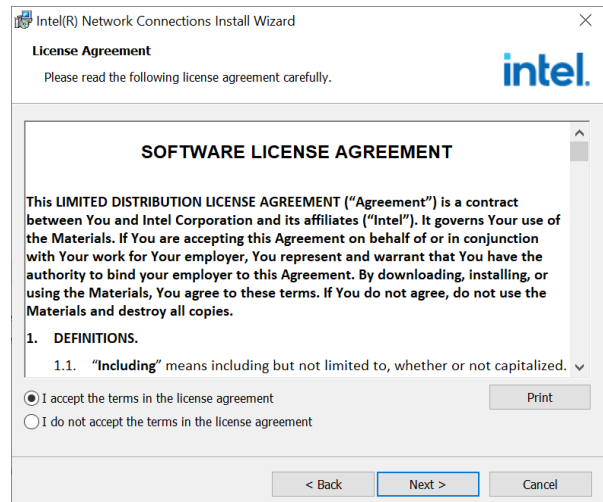 Intel(R) Network Connections Install Wizard
License Agreement
Please read the following license agreement carefully.
intel.
SOFTWARE LICENSE AGREEMENT
This LIMITED DISTRIBUTION LICENSE AGREEMENT (“Agreement”) is a contract
between You and Intel Corporation and its affiliates (“Intel”). It governs Your use of
the Materials. If You are accepting this Agreement on behalf of or in conjunction
with Your work for Your employer, You represent and warrant that You have the
authority to bind your employer to this Agreement. By downloading, installing, or
using the Materials, You agree to these terms. If You do not agree, do not use the
Materials and destroy all copies.
1. DEFINITIONS.
1.1. “Including” means including but not limited to, whether or not capitalized.
I accept the terms in the license agreement
Print
I do not accept the terms in the license agreement
< Back
Next >
Cancel